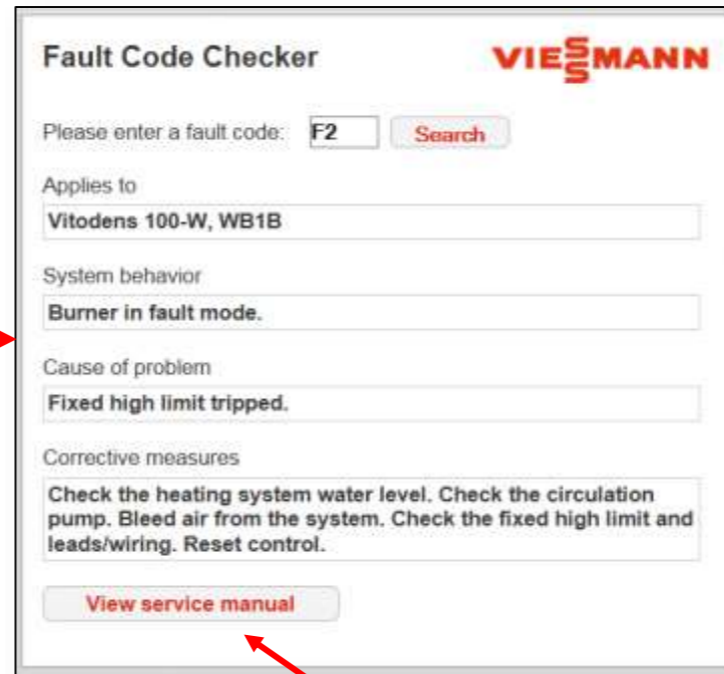 Fault Code Checker VIESSMANN
Please enter a fault code: F2 Search
Applies to
Vitodens 100-W, WB1B
System behavior
Burner in fault mode.
Cause of problem
Fixed high limit tripped.
Corrective measures
Check the heating system water level. Check the circulation
pump. Bleed air from the system. Check the fixed high limit and
leads/wiring. Reset control.
View service manual